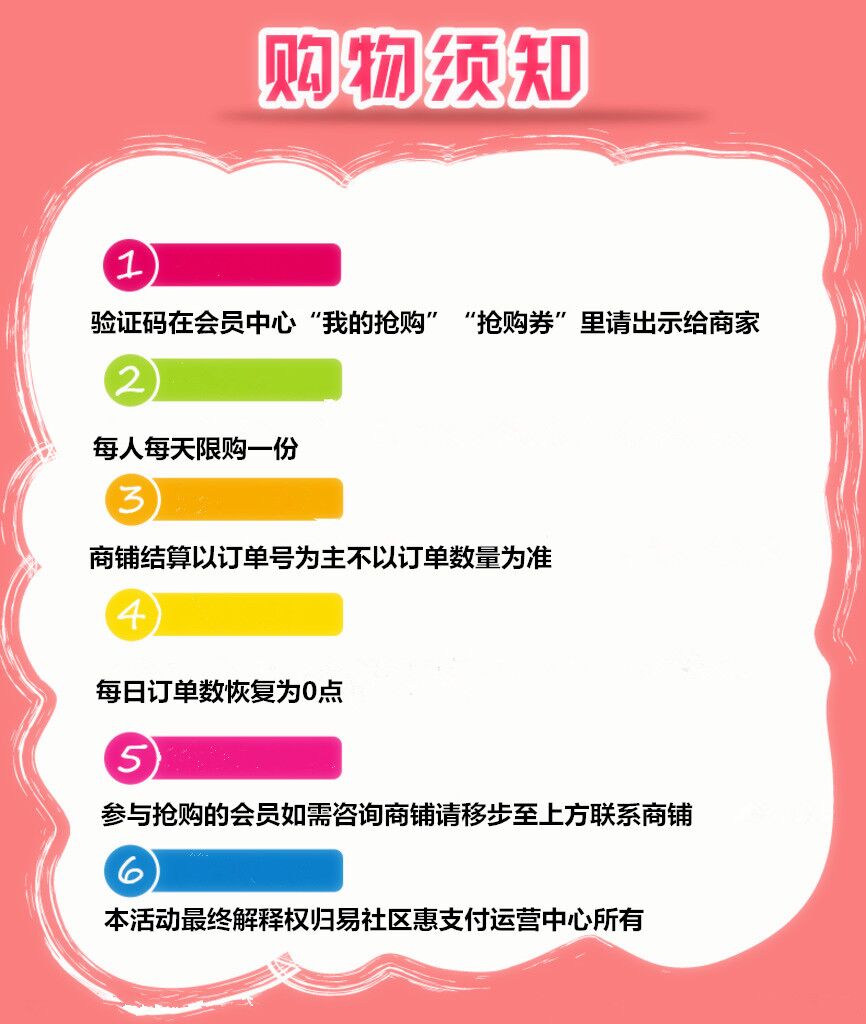 购物须知
1
验证码在会员中心“我的抢购”“抢购券”里请出示给商家
2
每人每天限购一份
3
商铺结算以订单号为主不以订单数量为准
4
每日订单数恢复为0点
5
参与抢购的会员如需咨询商铺请移步至上方联系商铺
6
本活动最终解释权归易社区惠支付运营中心所有